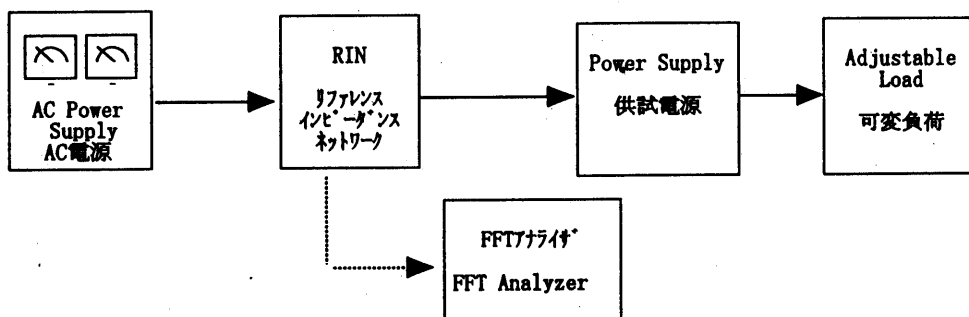 AC Power
Supply
AC電源
RIN
リファレンス
インピーダンス
ネットワーク
Power Supply
供試電源
Adjustable
Load
可変負荷
FFTアナライザ
FFT Analyzer